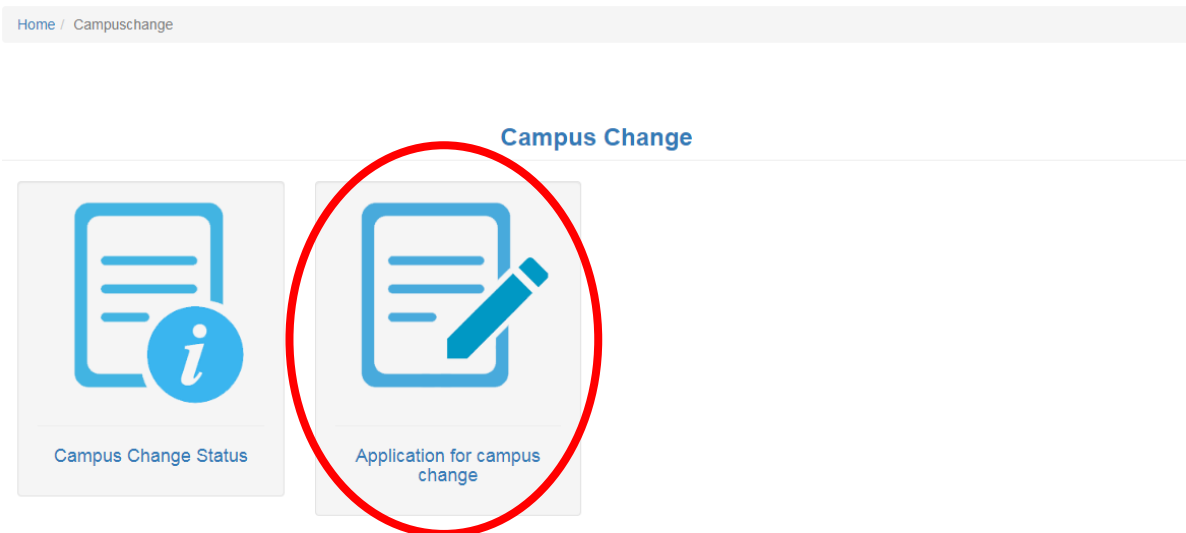 Home / Campuschange
Campus Change
i
Campus Change Status
Application for campus
change